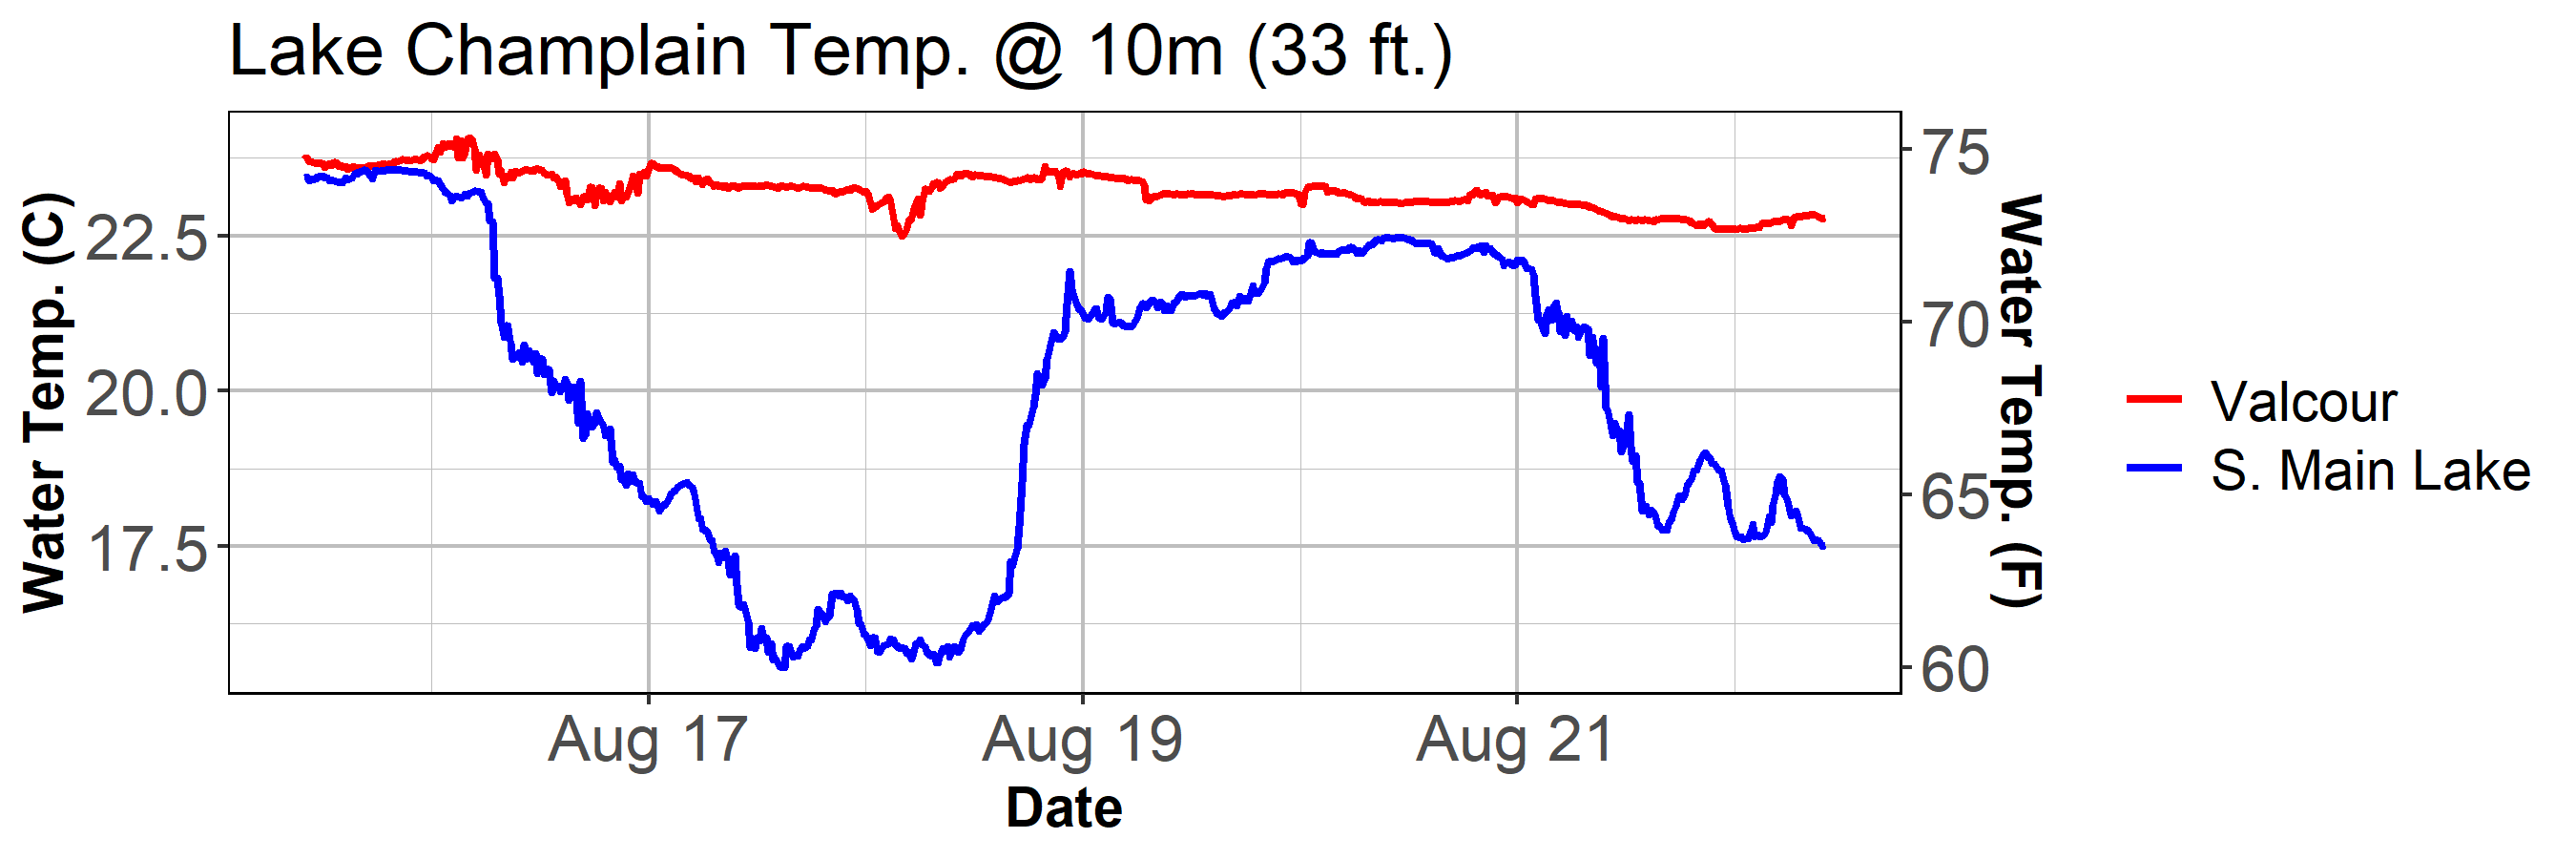 Lake Champlain Temp. @ 10m (33 ft.)
Water Temp. (C)
22.5
20.0
17.5
75
70
65
60
Water Temp. (F)
Aug 17
Aug 19
Aug 21
Date
Valcour
S. Main Lake